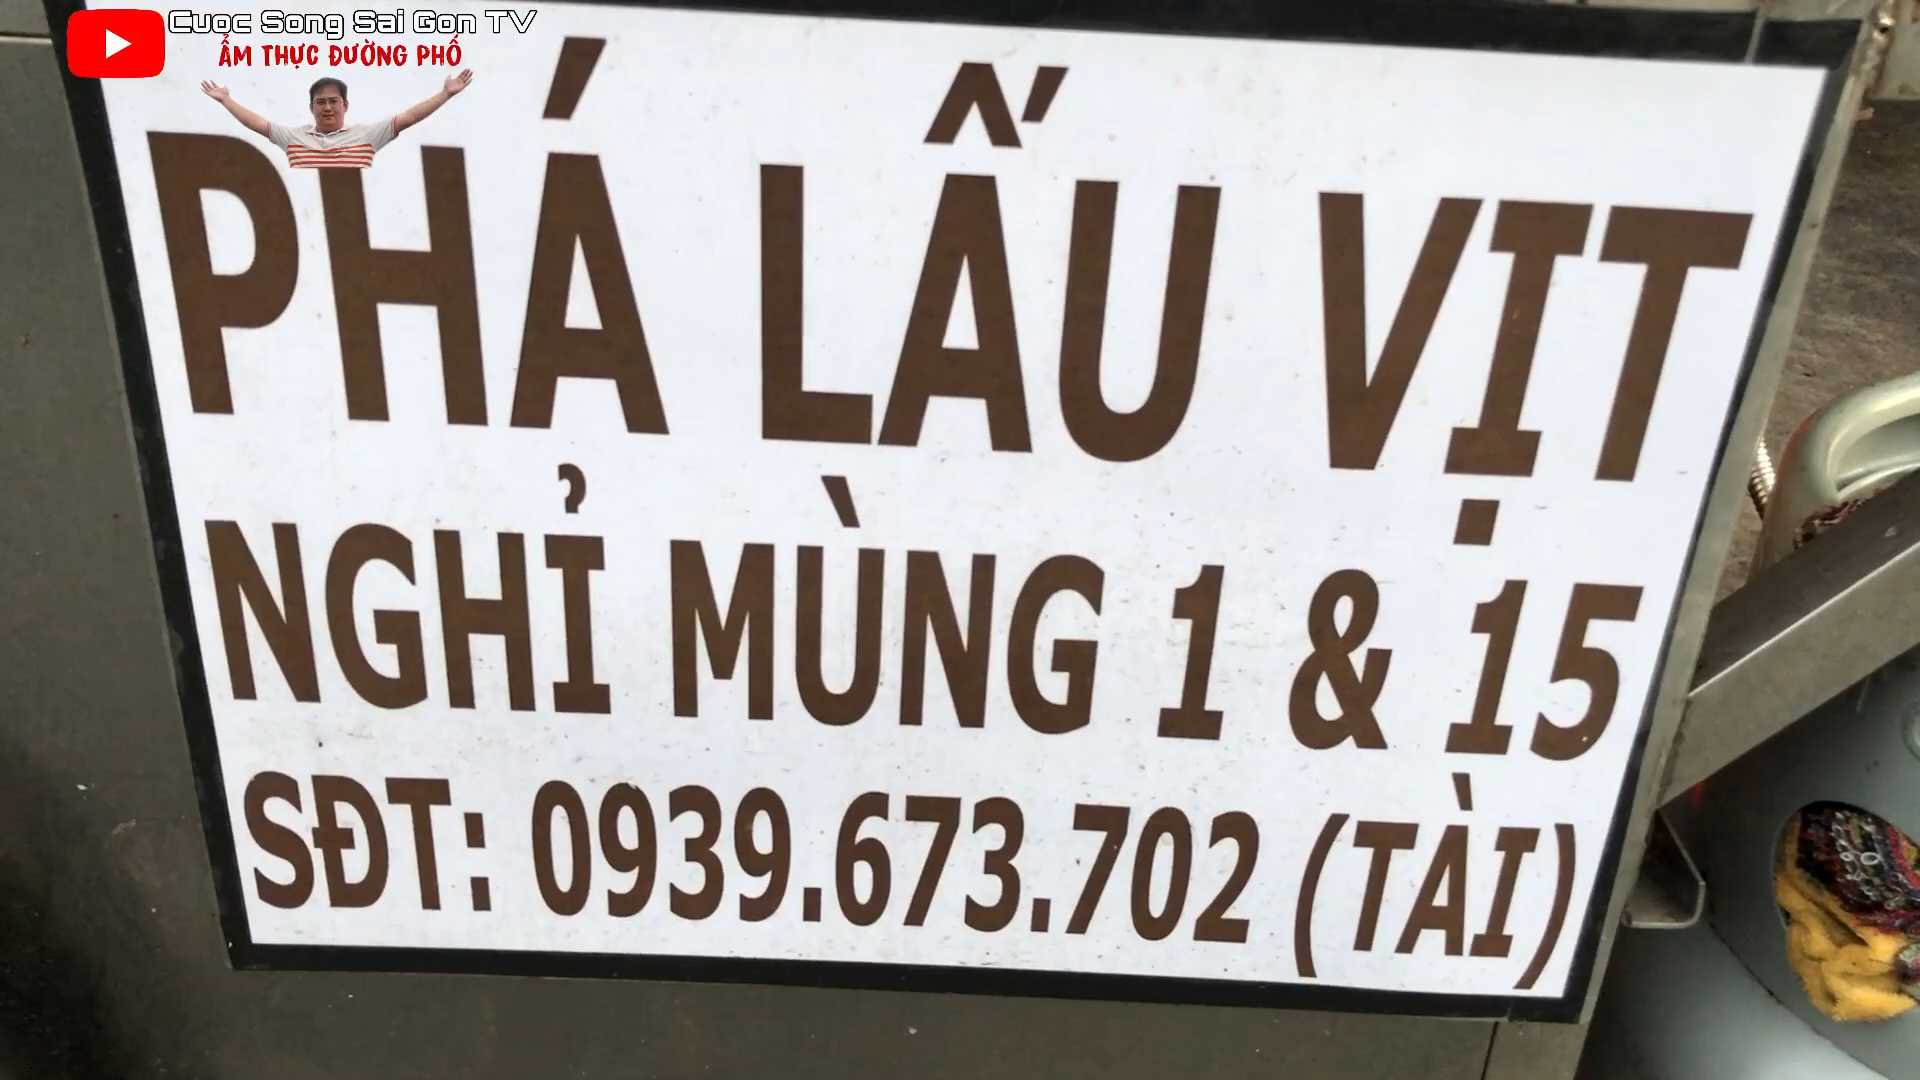 Cuoc Song Sai Gon TV
ẨM THỰC ĐƯỜNG PHỐ
PHÁ LẤU VỊT
NGHỈ MÙNG 1 & 15
SĐT: 0939.673.702 (TÀI)